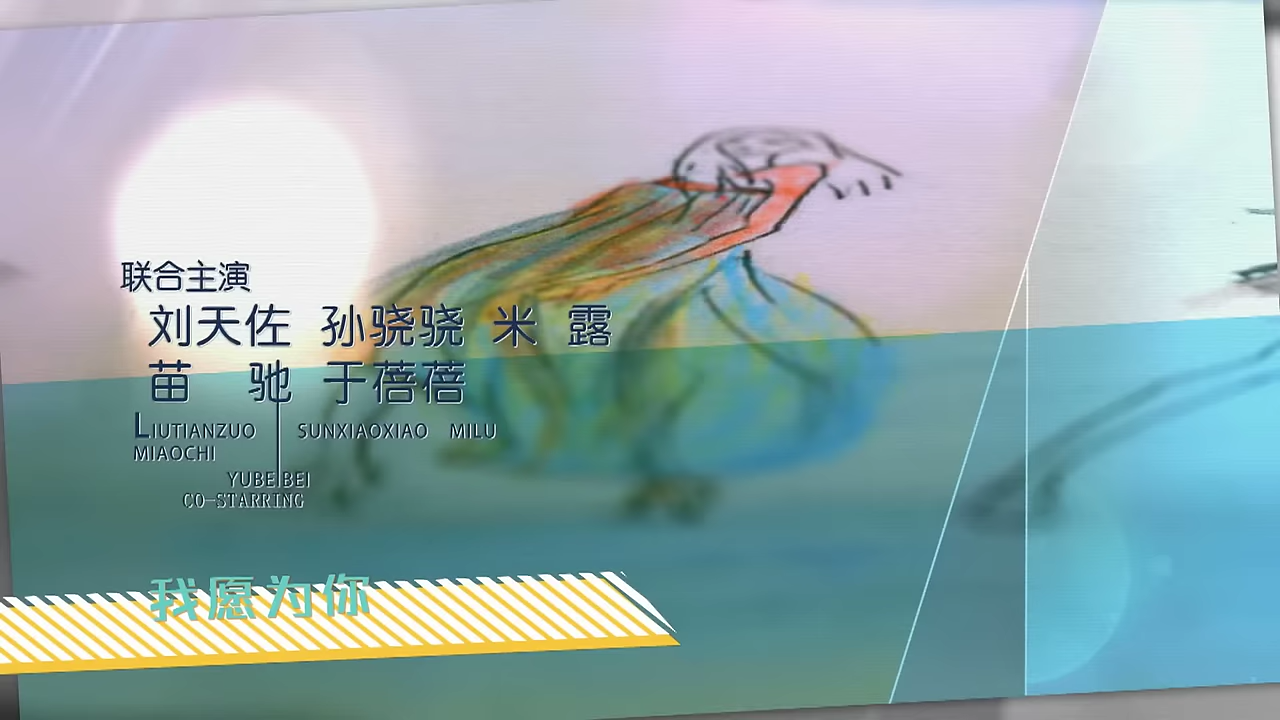 联合主演
刘天佐 孙骁骁 米 露
苗 驰 于蓓蓓
LIUTIANZUO SUNXIAOXIAO MILU
MIAOCHI
YUBEIBEI
CO-STARRING
我愿为你